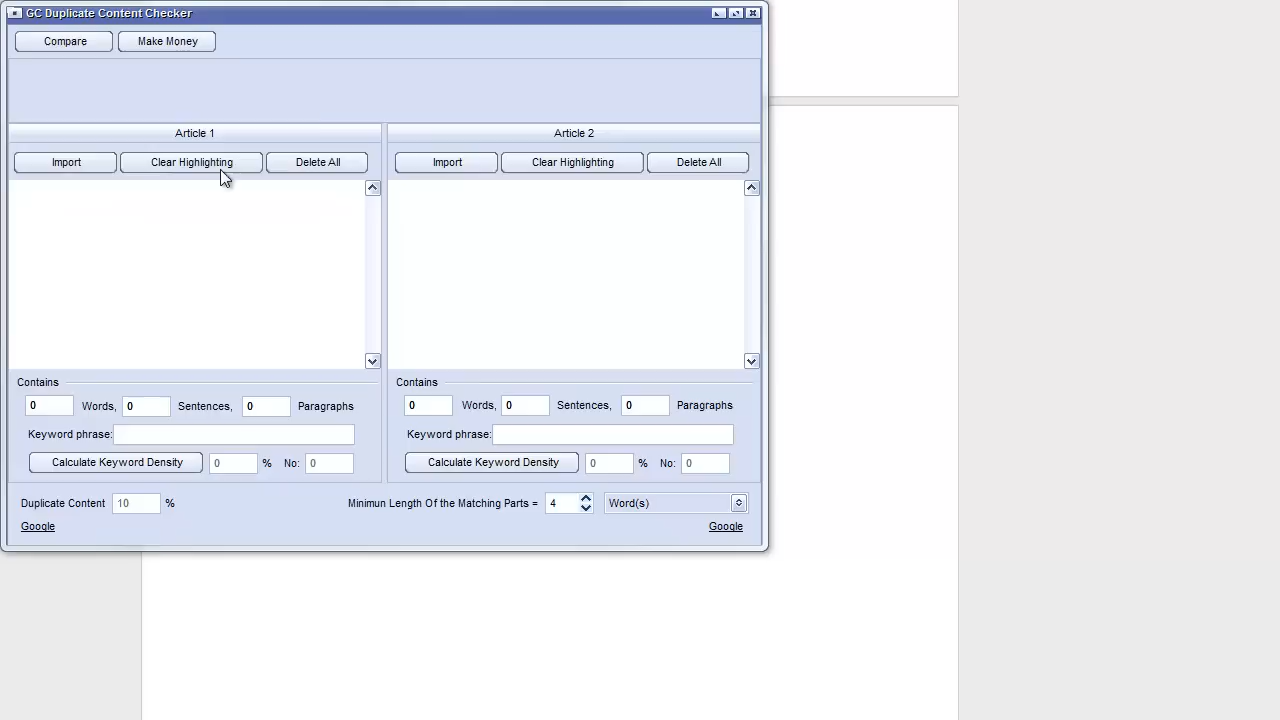 GC Duplicate Content Checker
Compare Make Money
Article 1 Article 2
Import Clear Highlighting Delete All Import Clear Highlighting Delete All
Contains Contains
0 Words, 0 Sentences, 0 Paragraphs 0 Words, 0 Sentences, 0 Paragraphs
Keyword phrase: Keyword phrase:
Calculate Keyword Density 0 % No: 0 Calculate Keyword Density 0 % No: 0
Duplicate Content 10 % Minimun Length Of the Matching Parts = 4 Word(s)
Google Google